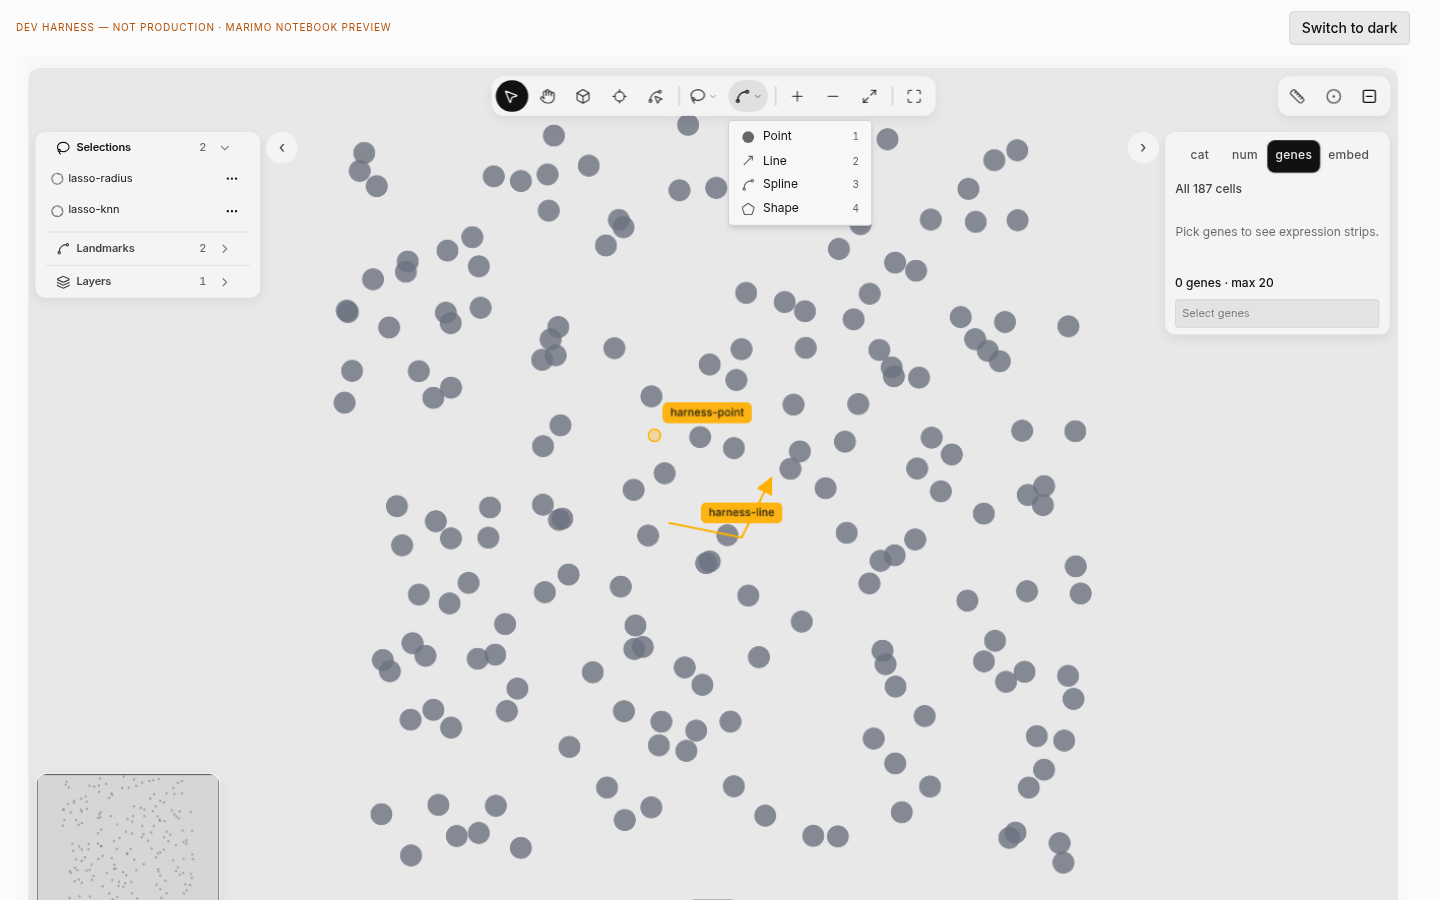 DEV HARNESS — NOT PRODUCTION · MARIMO NOTEBOOK PREVIEW
Switch to dark
Selections 2
lasso-radius
lasso-knn
Landmarks 2
Layers 1
Point 1
Line 2
Spline 3
Shape 4
cat num genes embed
All 187 cells
Pick genes to see expression strips.
0 genes · max 20
Select genes
harness-point
harness-line